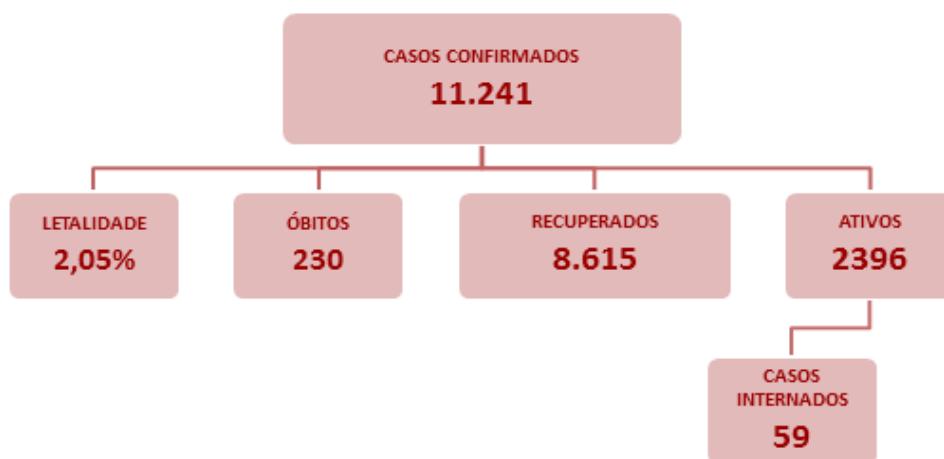 CASOS CONFIRMADOS
11.241
LETALIDADE
2,05%
ÓBITOS
230
RECUPERADOS
8.615
ATIVOS
2396
CASOS
INTERNADOS
59